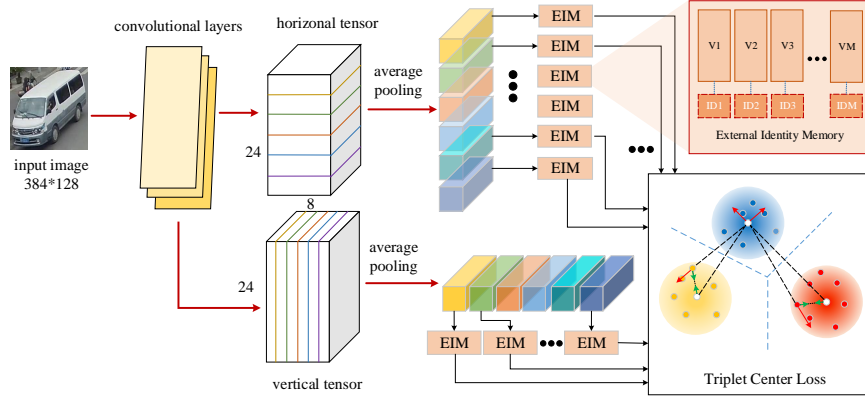 convolutional layers
horizonal tensor
average
pooling
EIM
EIM
EIM
EIM
EIM
EIM
V1
V2
V3
VM
ID1
ID2
ID3
IDM
External Identity Memory
input image
384*128
24
8
average
pooling
24
vertical tensor
EIM
EIM
EIM
Triplet Center Loss